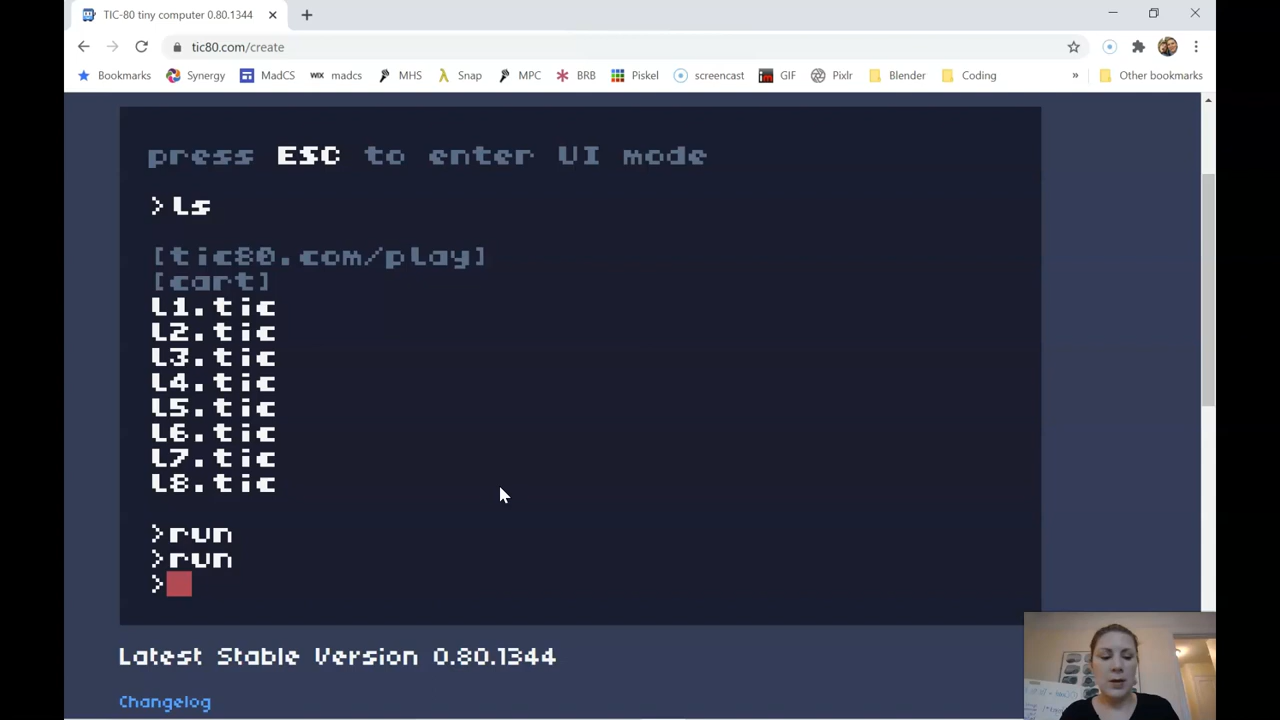 TIC-80 tiny computer 0.80.1344
tic80.com/create
Bookmarks Synergy MadCS WIX madcs MHS Snap MPC BRB Piskel screencast GIF Pixlr Blender Coding » Other bookmarks
press ESC to enter UI mode
>ls
[tic80.com/play]
[cart]
l1.tic
l2.tic
l3.tic
l4.tic
l5.tic
l6.tic
l7.tic
l8.tic
>run
>run
>
Latest Stable Version 0.80.1344
Changelog